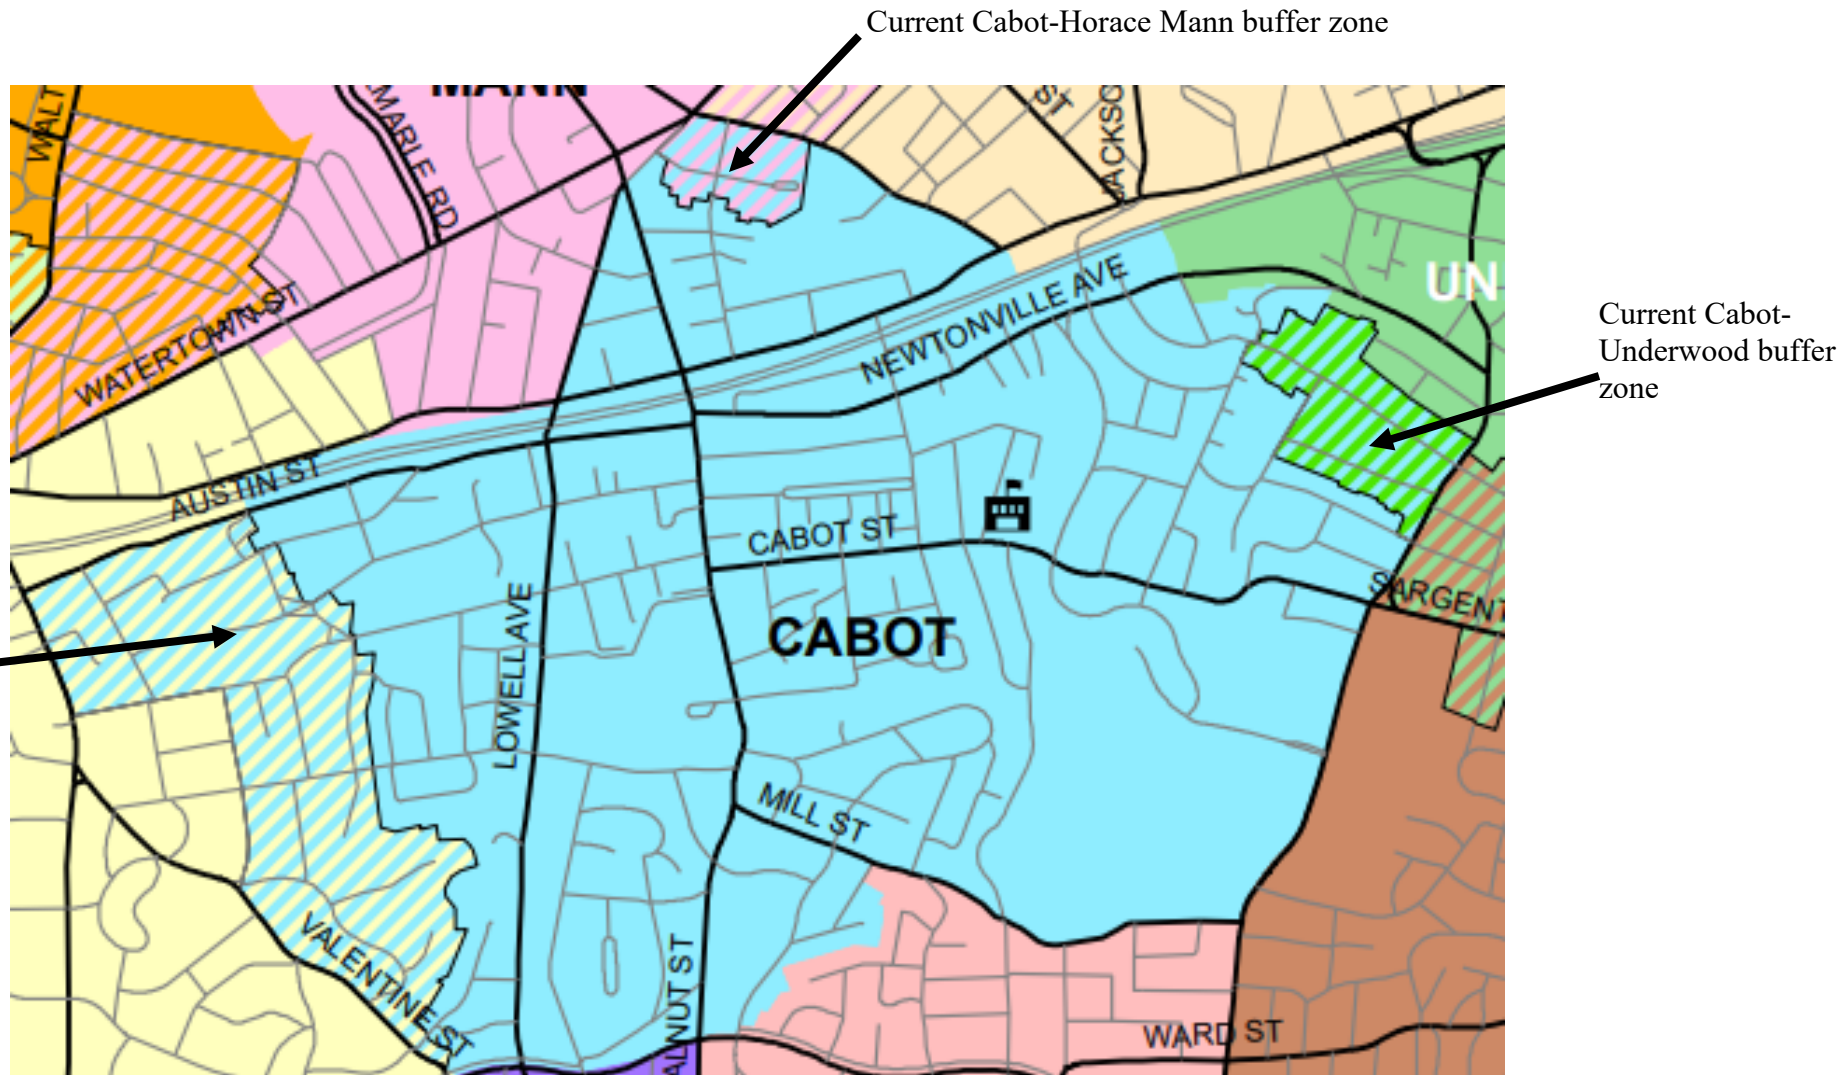 Current Cabot-Horace Mann buffer zone
MANN
WALT
ST
UN
WATERTOWN ST
NEWTONVILLE AVE
Current Cabot-
Underwood buffer
zone
AUSTIN ST
CABOT ST
SARGENT
CABOT
LOWELL AVE
MILL ST
VALENTINE ST
ALNUT ST
WARD ST
MARLE RD
JACKSO